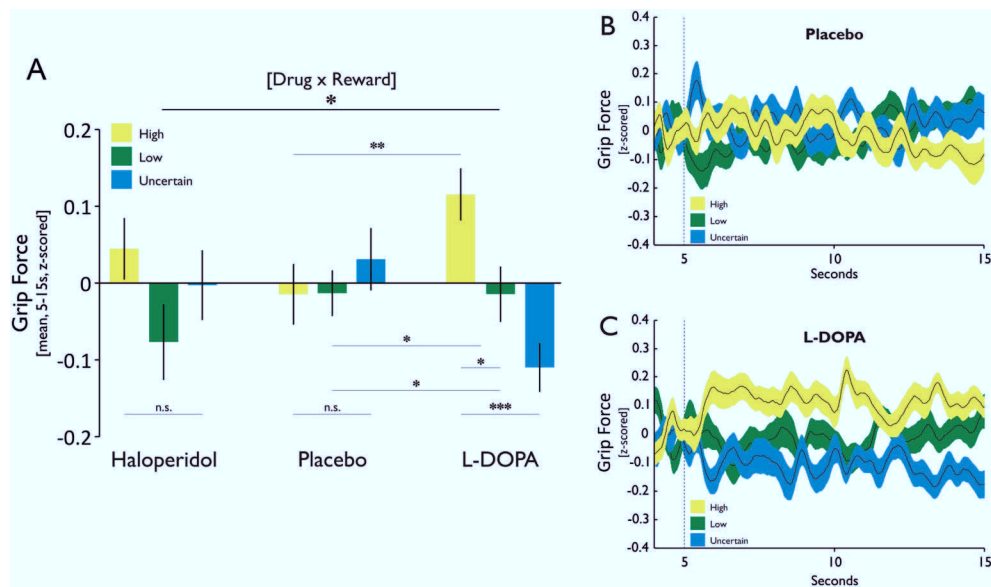 A
[Drug x Reward]
*
0.2
0.1
0
-0.1
-0.2
Grip Force
[mean, 5-15s, z-scored]
High
Low
Uncertain
**
*
*
*
n.s.
n.s.
***
Haloperidol
Placebo
L-DOPA
B
Placebo
0.4
0.3
0.2
0.1
0
-0.1
-0.2
-0.3
-0.4
Grip Force
[z-scored]
High
Low
Uncertain
5
10
15
Seconds
C
L-DOPA
0.4
0.3
0.2
0.1
0
-0.1
-0.2
-0.3
-0.4
Grip Force
[z-scored]
High
Low
Uncertain
5
10
15
Seconds